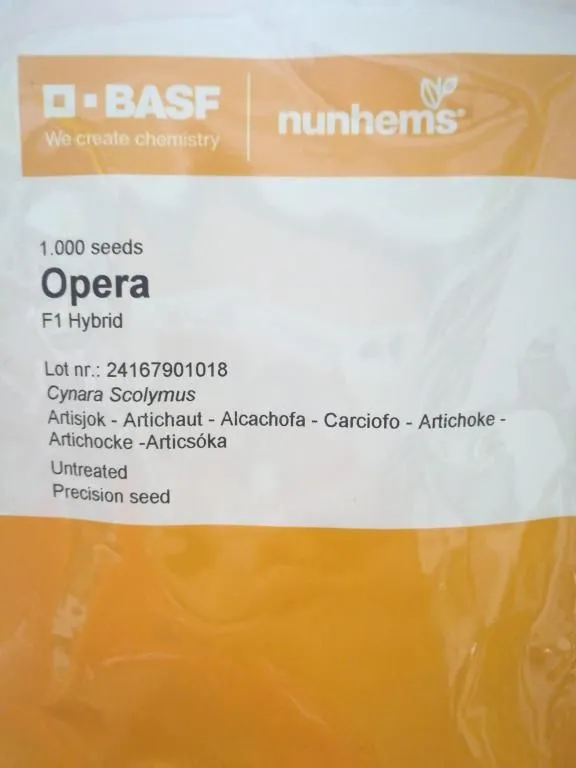 BASF
We create chemistry
nunhems®
1.000 seeds
Opera
F1 Hybrid
Lot nr.: 24167901018
Cynara Scolymus
Artisjok - Artichaut - Alcachofa - Carciofo - Artichoke -
Artichocke -Articsóka
Untreated
Precision seed